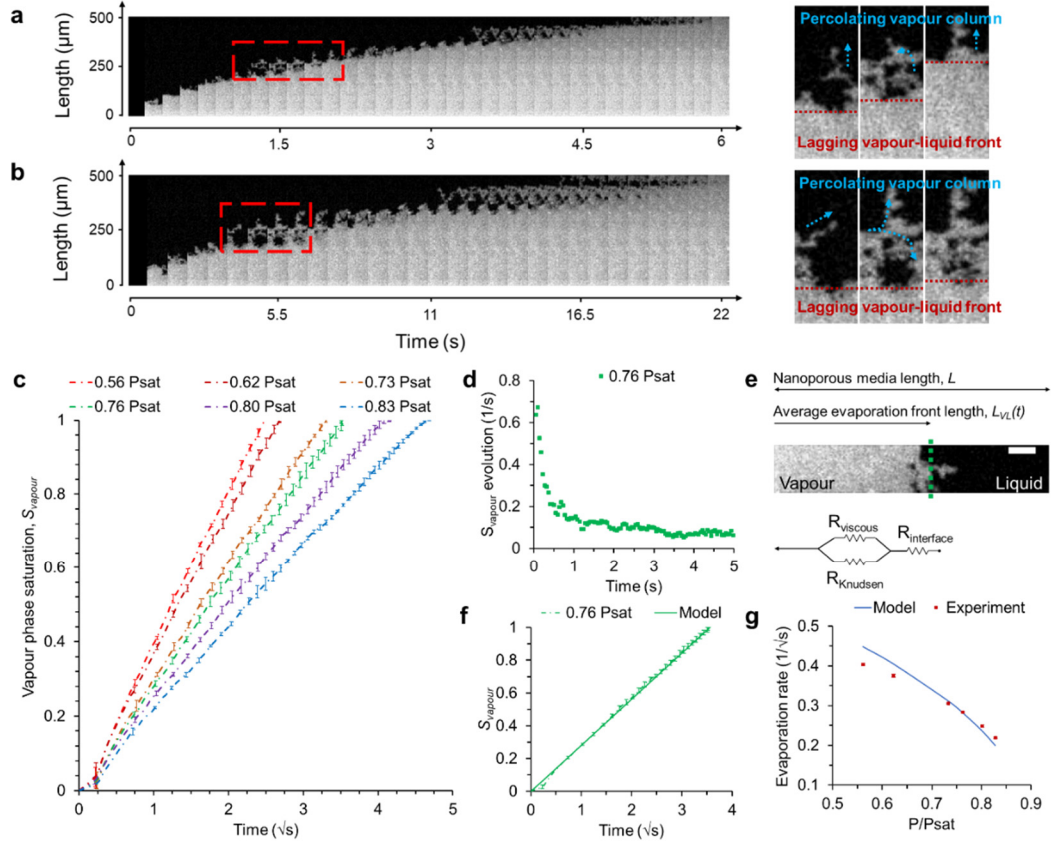 a
Length (µm)
500
250
0
0
1.5
3
4.5
6
Percolating vapour column
Lagging vapour-liquid front
b
Length (µm)
500
250
0
0
5.5
11
16.5
22
Time (s)
Percolating vapour column
Lagging vapour-liquid front
c
0.56 Psat
0.62 Psat
0.73 Psat
0.76 Psat
0.80 Psat
0.83 Psat
Vapour phase saturation, Svapour
1
0.8
0.6
0.4
0.2
0
0
1
2
3
4
5
Time (√s)
d
0.76 Psat
Svapour evolution (1/s)
0.8
0.6
0.4
0.2
0
0
1
2
3
4
5
Time (s)
e
Nanoporous media length, L
Average evaporation front length, LVL(t)
Vapour
Liquid
Rviscous
Rinterface
RKnudsen
f
0.76 Psat
Model
Svapour
1
0.8
0.6
0.4
0.2
0
0
1
2
3
4
Time (√s)
g
Model
Experiment
Evaporation rate (1/√s)
0.5
0.4
0.3
0.2
0.1
0.5
0.6
0.7
0.8
0.9
P/Psat